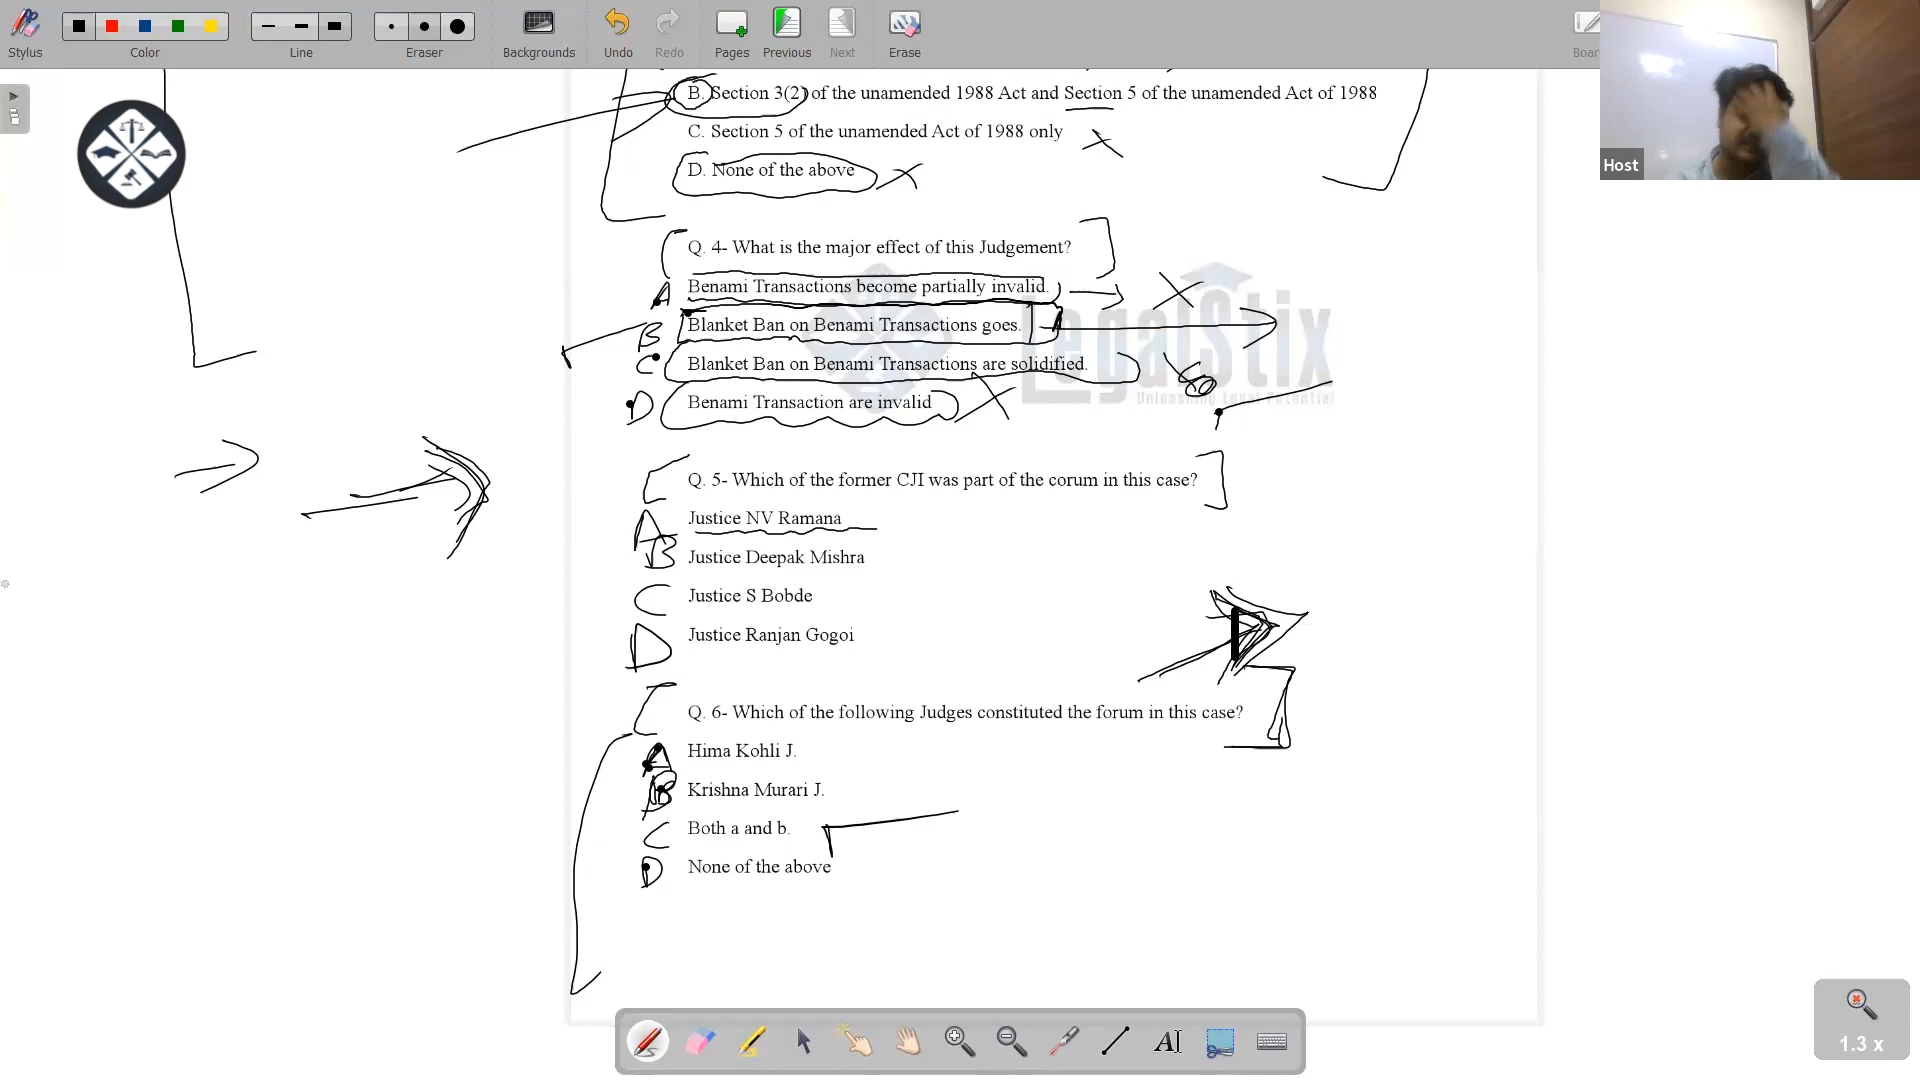 Stylus
Color
Line
Eraser
Backgrounds
Undo
Redo
Pages
Previous
Next
Erase
Boar
Host
B. Section 3(2) of the unamended 1988 Act and Section 5 of the unamended Act of 1988
C. Section 5 of the unamended Act of 1988 only
D. None of the above
Q. 4- What is the major effect of this Judgement?
A Benami Transactions become partially invalid.
B Blanket Ban on Benami Transactions goes.
C Blanket Ban on Benami Transactions are solidified.
D Benami Transaction are invalid
LegalStix
Unleashing Legal Potential
Q. 5- Which of the former CJI was part of the corum in this case?
A Justice NV Ramana
B Justice Deepak Mishra
C Justice S Bobde
D Justice Ranjan Gogoi
Q. 6- Which of the following Judges constituted the forum in this case?
A Hima Kohli J.
B Krishna Murari J.
C Both a and b.
D None of the above
1.3 x